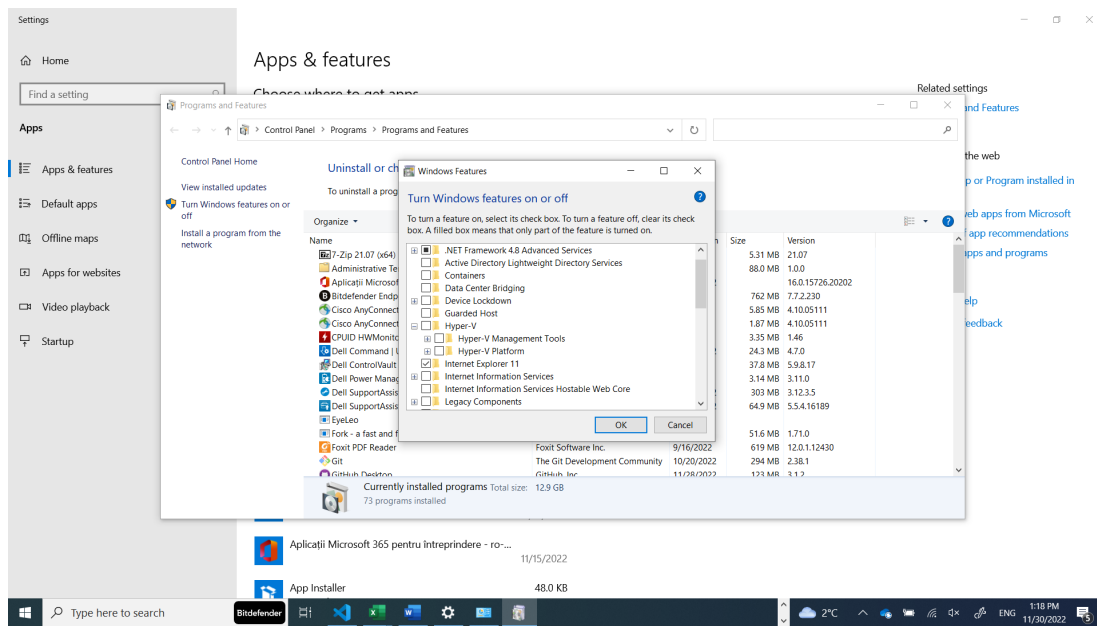 Settings
Home
Find a setting
Apps
Apps & features
Default apps
Offline maps
Apps for websites
Video playback
Startup
Apps & features
Choose where to get apps
Related settings
and Features
the web
p or Program installed in
web apps from Microsoft
app recommendations
apps and programs
Programs and Features
Control Panel > Programs > Programs and Features
Control Panel Home
View installed updates
Turn Windows features on or
off
Install a program from the
network
Uninstall or ch
To uninstall a prog
Organize
Name Size Version
7-Zip 21.07 (x64) 5.31 MB 21.07
Administrative Te 88.0 MB 1.0.0
Aplicații Microsof 16.0.15726.20202
Bitdefender Endp 762 MB 7.7.2.230
Cisco AnyConnect 5.85 MB 4.10.05111
Cisco AnyConnect 1.87 MB 4.10.05111
CPUID HWMonito 3.35 MB 1.46
Dell Command | U 24.3 MB 4.7.0
Dell ControlVault 37.8 MB 5.9.8.17
Dell Power Manag 3.14 MB 3.11.0
Dell SupportAssis 303 MB 3.12.3.5
Dell SupportAssis 64.9 MB 5.5.4.16189
EyeLeo
Fork - a fast and f 51.6 MB 1.71.0
Foxit PDF Reader Foxit Software Inc. 9/16/2022 619 MB 12.0.1.12430
Git The Git Development Community 10/20/2022 294 MB 2.38.1
GitHub Desktop GitHub, Inc. 11/28/2022 123 MB 3.1.2
Currently installed programs Total size: 12.9 GB
73 programs installed
Windows Features
Turn Windows features on or off
To turn a feature on, select its check box. To turn a feature off, clear its check
box. A filled box means that only part of the feature is turned on.
.NET Framework 4.8 Advanced Services
Active Directory Lightweight Directory Services
Containers
Data Center Bridging
Device Lockdown
Guarded Host
Hyper-V
Hyper-V Management Tools
Hyper-V Platform
Internet Explorer 11
Internet Information Services
Internet Information Services Hostable Web Core
Legacy Components
OK Cancel
Aplicații Microsoft 365 pentru întreprindere - ro-...
11/15/2022
App Installer 48.0 KB
Type here to search
Bitdefender
2°C
ENG
1:18 PM
11/30/2022
5